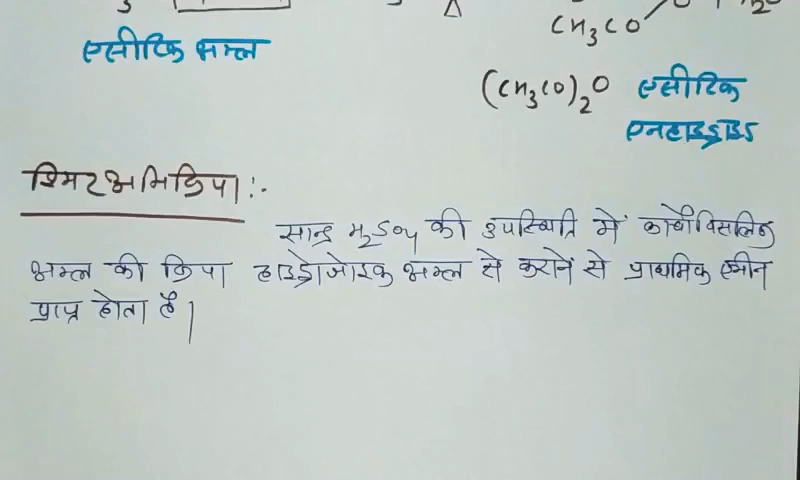 Δ
CH3CO
एसीटिक अम्ल
(CH3CO)2O एसीटिक
एनहाइड्राइड
श्मिट अभिक्रिया :-
सान्द्र H2SO4 की उपस्थिति में कार्बोक्सिलिक
अम्ल की क्रिया हाइड्रोजोइक अम्ल से कराने से प्राथमिक एमीन
प्राप्त होता है।